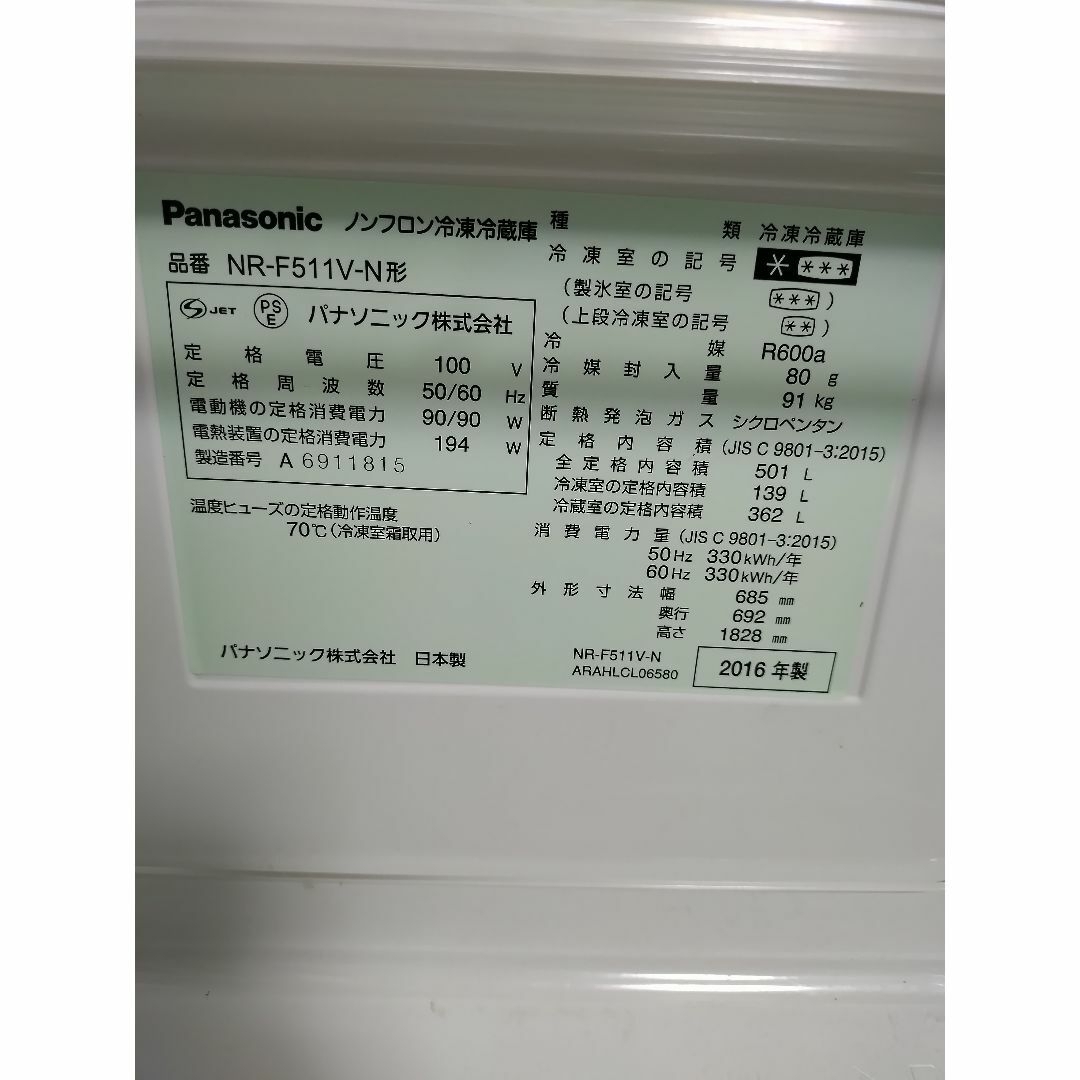 Panasonic ノンフロン冷凍冷蔵庫
品番 NR-F511V-N形
JET PS E パナソニック株式会社
定格電圧 100 V
定格周波数 50/60 Hz
電動機の定格消費電力 90/90 W
電熱装置の定格消費電力 194 W
製造番号 A 6911815
温度ヒューズの定格動作温度
70℃(冷凍室霜取用)
パナソニック株式会社 日本製
種類 冷凍冷蔵庫
冷凍室の記号 * ***
(製氷室の記号 *** )
(上段冷凍室の記号 ** )
冷媒 R600a
冷媒封入量 80 g
質量 91 kg
断熱発泡ガス シクロペンタン
定格内容積 (JIS C 9801-3:2015)
全定格内容積 501 L
冷凍室の定格内容積 139 L
冷蔵室の定格内容積 362 L
消費電力量 (JIS C 9801-3:2015)
50Hz 330kWh/年
60Hz 330kWh/年
外形寸法 幅 685 mm
奥行 692 mm
高さ 1828 mm
NR-F511V-N
ARAHLCL06580
2016 年製